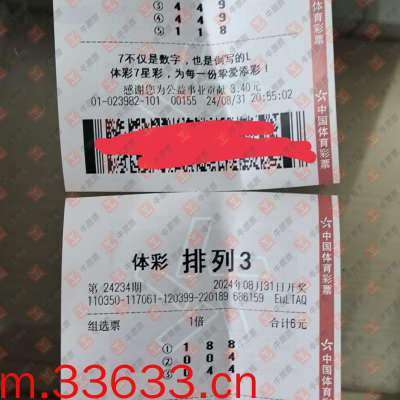 ③ 4 4 9
④ 4 4 9
⑤ 1 1 8
7不仅是数字，也是倒写的L
体彩7星彩，为每一份挚爱添彩！
感谢您为公益事业贡献 3.40元
01-023982-101 00155 24/08/31 20:55:02
中国体育彩票
体彩 排列3
第 24234期 2024年08月31日开奖
110350-117061-120399-220189 686159 EuLTAQ
组选票 1倍 合计6元
① 1 8 8
② 0 0 4
③ 0 4 4
中国体育彩票
m.33633.cn